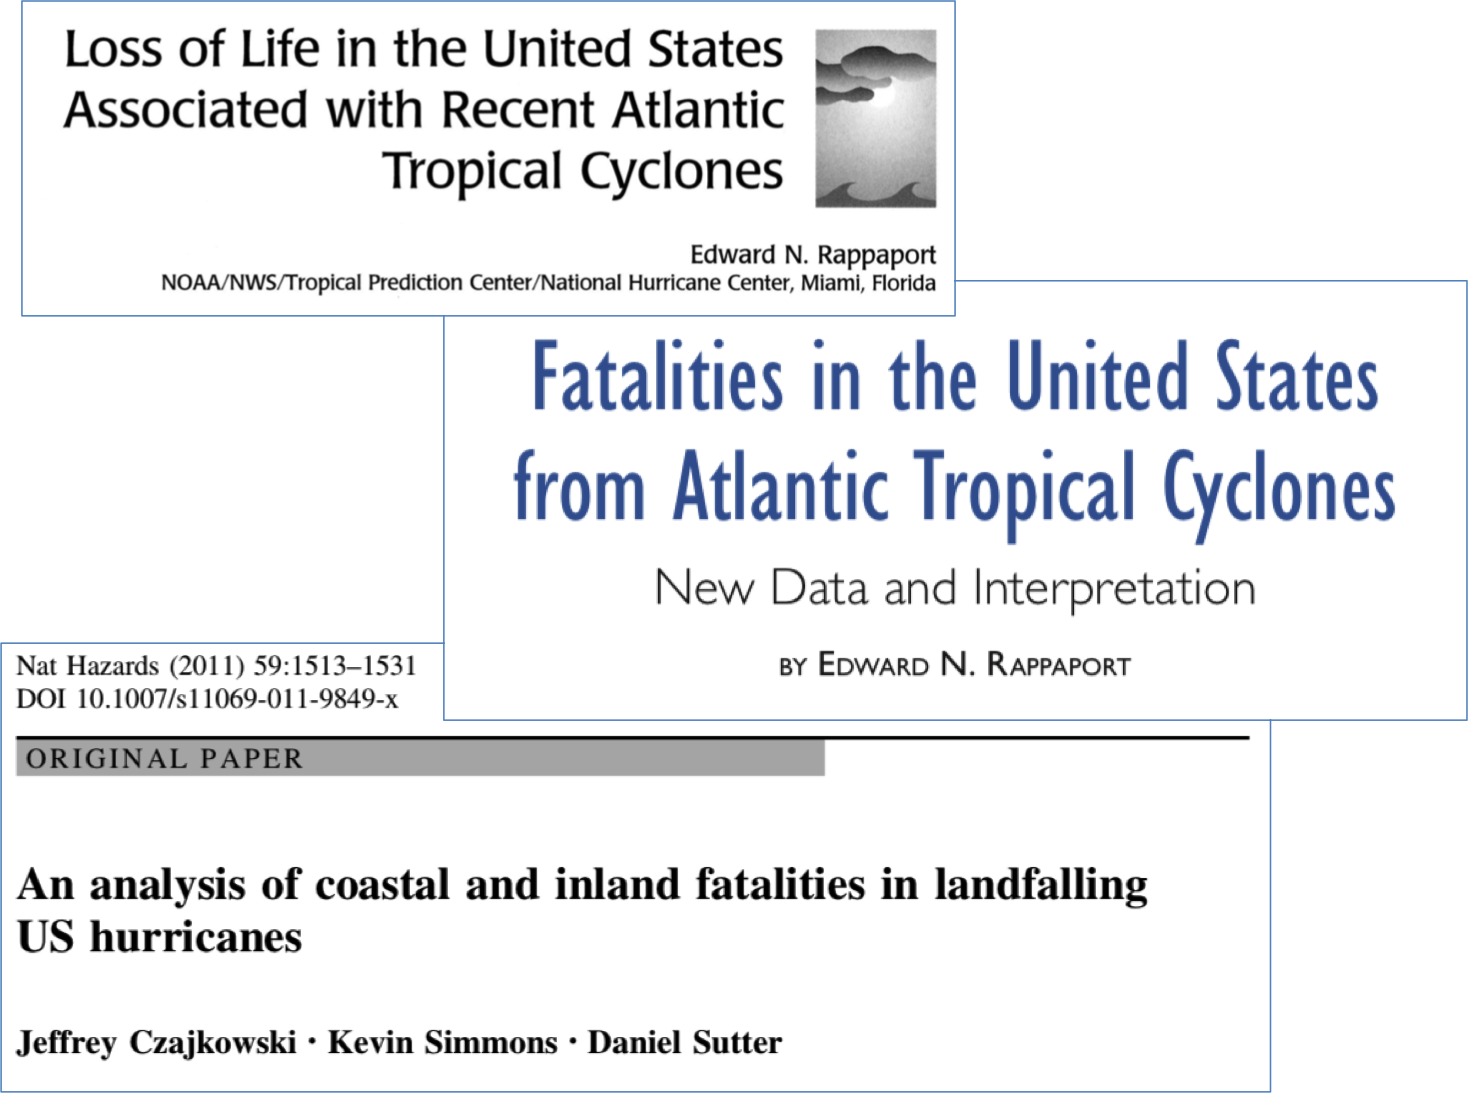 Loss of Life in the United States
Associated with Recent Atlantic
Tropical Cyclones
Edward N. Rappaport
NOAA/NWS/Tropical Prediction Center/National Hurricane Center, Miami, Florida
Fatalities in the United States
from Atlantic Tropical Cyclones
New Data and Interpretation
BY EDWARD N. RAPPAPORT
Nat Hazards (2011) 59:1513–1531
DOI 10.1007/s11069-011-9849-x
ORIGINAL PAPER
An analysis of coastal and inland fatalities in landfalling
US hurricanes
Jeffrey Czajkowski · Kevin Simmons · Daniel Sutter